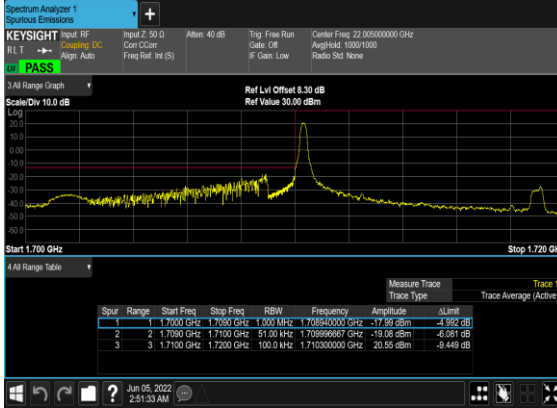 Spectrum Analyzer 1
Spurious Emissions
+
KEYSIGHT Input: RF Input Z: 50 Ω Atten: 40 dB Trig: Free Run Center Freq: 22.005000000 GHz
RLT Coupling: DC Corr CCorr Gate: Off Avg|Hold: 1000/1000
Align: Auto Freq Ref: Int (S) IF Gain: Low Radio Std: None
PASS
3.All Range Graph Ref Lvl Offset 8.30 dB
Scale/Div 10.0 dB Ref Value 30.00 dBm
Log
20.0
10.0
0.00
-10.0
-20.0
-30.0
-40.0
-50.0
-60.0
Start 1.700 GHz Stop 1.720 GH
4.All Range Table
Measure Trace Trace 1
Trace Type Trace Average (Active
Spur Range Start Freq Stop Freq RBW Frequency Amplitude ΔLimit
1 1 1.7000 GHz 1.7090 GHz 1.000 MHz 1.708940000 GHz -17.99 dBm -4.992 dB
2 2 1.7090 GHz 1.7100 GHz 51.00 kHz 1.709996667 GHz -19.08 dBm -6.081 dB
3 3 1.7100 GHz 1.7200 GHz 100.0 kHz 1.710300000 GHz 20.55 dBm -9.449 dB
? Jun 05, 2022
2:51:33 AM